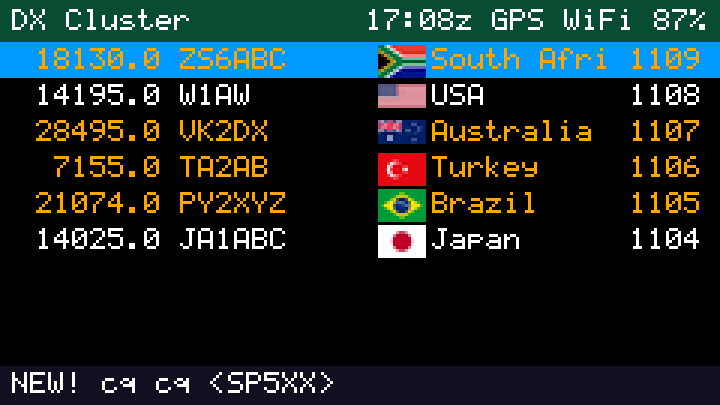 DX Cluster 17:08z GPS WiFi 87%
18130.0 ZS6ABC South Afri 1109
14195.0 W1AW USA 1108
28495.0 VK2DX Australia 1107
7155.0 TA2AB Turkey 1106
21074.0 PY2XYZ Brazil 1105
14025.0 JA1ABC Japan 1104
NEW! cq cq <SP5XX>